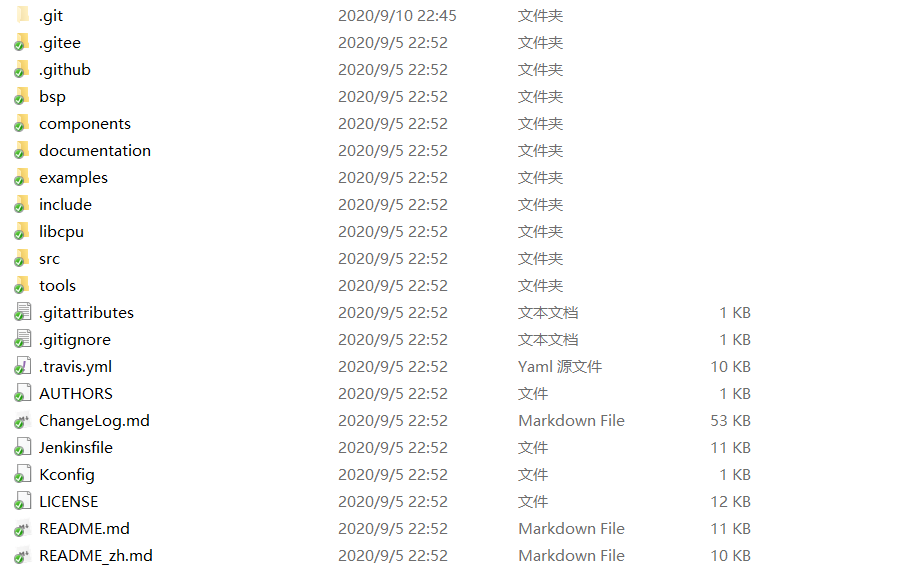 .git 2020/9/10 22:45 文件夹
.gitee 2020/9/5 22:52 文件夹
.github 2020/9/5 22:52 文件夹
bsp 2020/9/5 22:52 文件夹
components 2020/9/5 22:52 文件夹
documentation 2020/9/5 22:52 文件夹
examples 2020/9/5 22:52 文件夹
include 2020/9/5 22:52 文件夹
libcpu 2020/9/5 22:52 文件夹
src 2020/9/5 22:52 文件夹
tools 2020/9/5 22:52 文件夹
.gitattributes 2020/9/5 22:52 文本文档 1 KB
.gitignore 2020/9/5 22:52 文本文档 1 KB
.travis.yml 2020/9/5 22:52 Yaml 源文件 10 KB
AUTHORS 2020/9/5 22:52 文件 1 KB
ChangeLog.md 2020/9/5 22:52 Markdown File 53 KB
Jenkinsfile 2020/9/5 22:52 文件 11 KB
Kconfig 2020/9/5 22:52 文件 1 KB
LICENSE 2020/9/5 22:52 文件 12 KB
README.md 2020/9/5 22:52 Markdown File 11 KB
README_zh.md 2020/9/5 22:52 Markdown File 10 KB